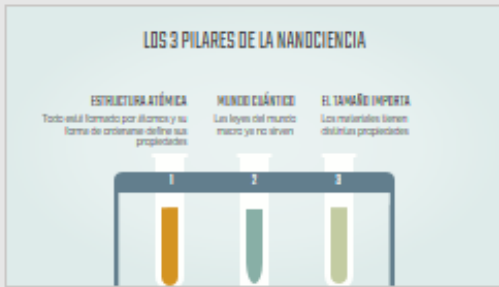 LOS 3 PILARES DE LA NANOCIENCIA
ESTRUCTURA ATÓMICA
Todo está formado por átomos y su
forma de ordenarse define sus
propiedades
MUNDO CUÁNTICO
Las leyes del mundo
macro ya no sirven
EL TAMAÑO IMPORTA
Los materiales tienen
distintas propiedades
1
2
3